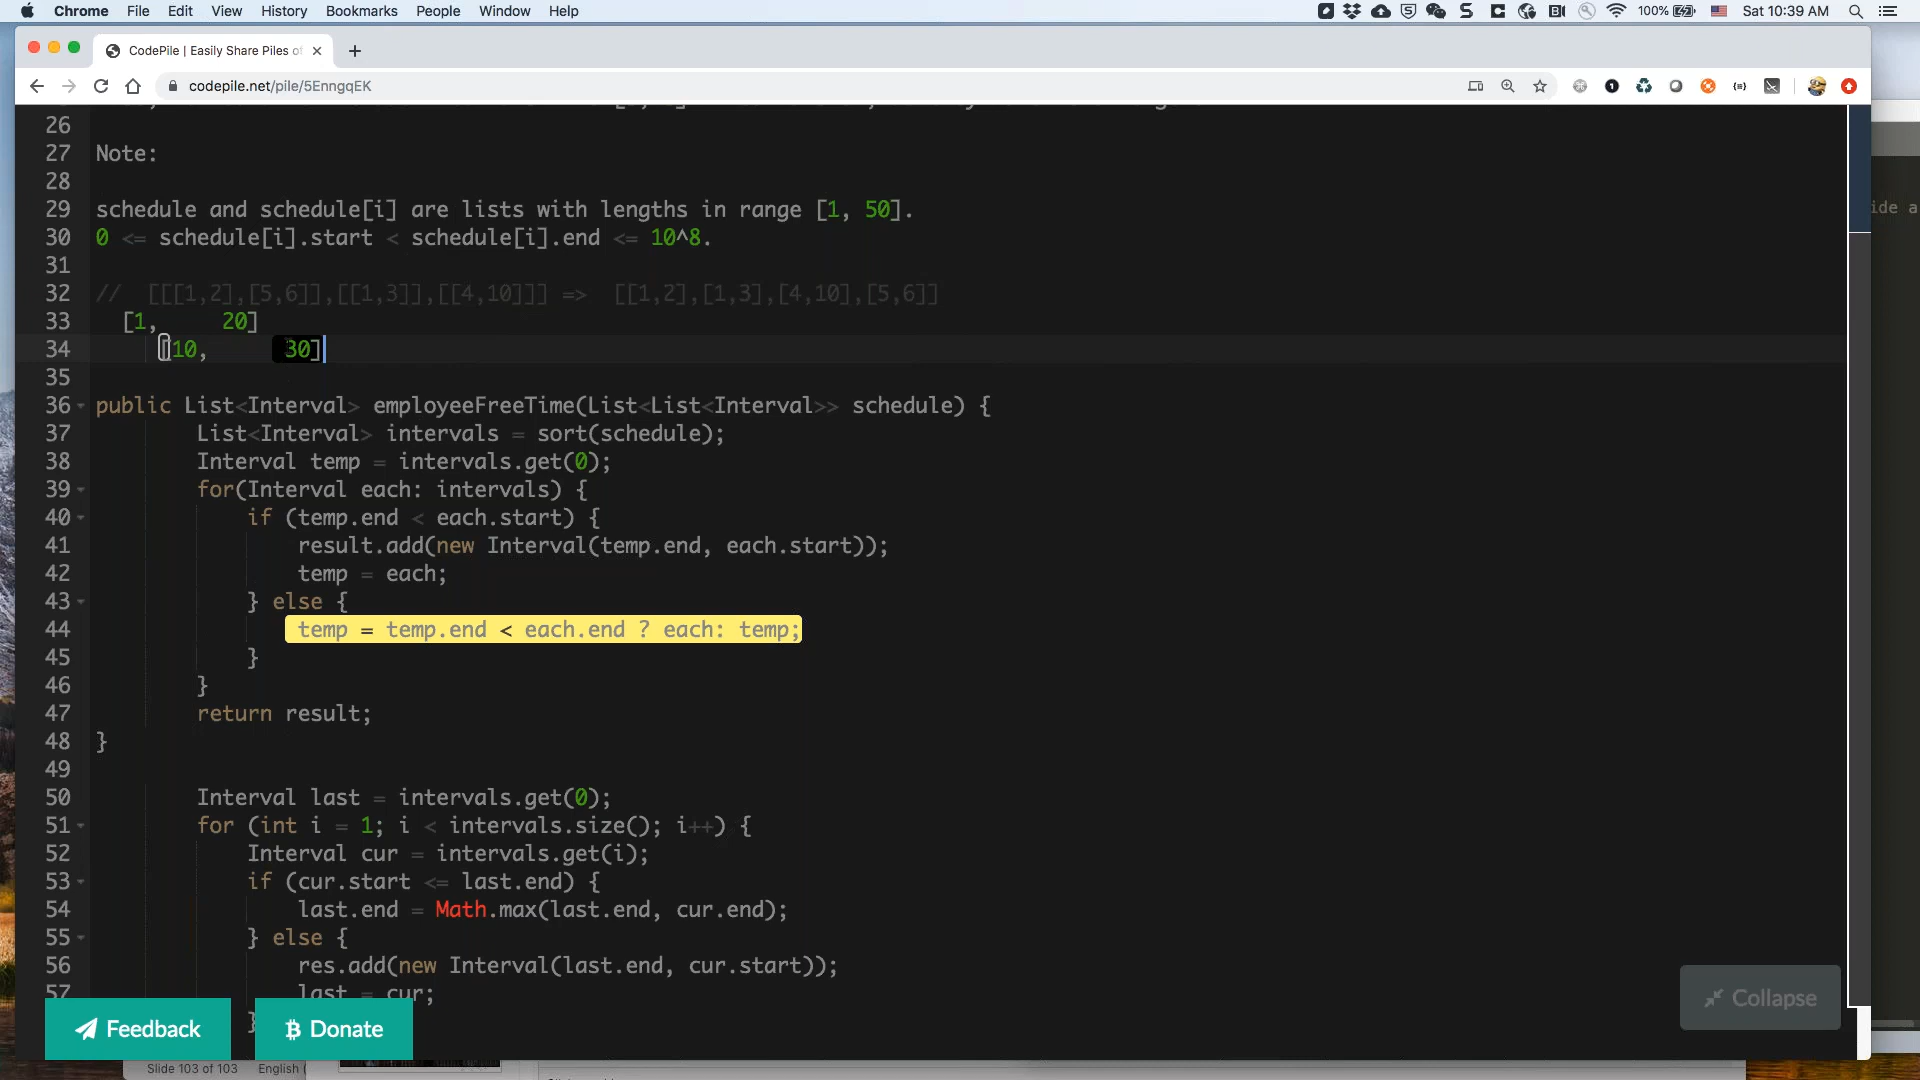 Chrome File Edit View History Bookmarks People Window Help 100% Sat 10:39 AM
CodePile | Easily Share Piles of
codepile.net/pile/5EnngqEK
26
27 Note:
28
29 schedule and schedule[i] are lists with lengths in range [1, 50].
30 0 <= schedule[i].start < schedule[i].end <= 10^8.
31
32 // [[[1,2],[5,6]],[[1,3]],[[4,10]]] => [[1,2],[1,3],[4,10],[5,6]]
33 [1, 20]
34 [10, 30]
35
36 public List<Interval> employeeFreeTime(List<List<Interval>> schedule) {
37 List<Interval> intervals = sort(schedule);
38 Interval temp = intervals.get(0);
39 for(Interval each: intervals) {
40 if (temp.end < each.start) {
41 result.add(new Interval(temp.end, each.start));
42 temp = each;
43 } else {
44 temp = temp.end < each.end ? each: temp;
45 }
46 }
47 return result;
48 }
49
50 Interval last = intervals.get(0);
51 for (int i = 1; i < intervals.size(); i++) {
52 Interval cur = intervals.get(i);
53 if (cur.start <= last.end) {
54 last.end = Math.max(last.end, cur.end);
55 } else {
56 res.add(new Interval(last.end, cur.start));
57 last = cur;
}
Feedback Donate
Collapse
ide a
Slide 103 of 103 English (